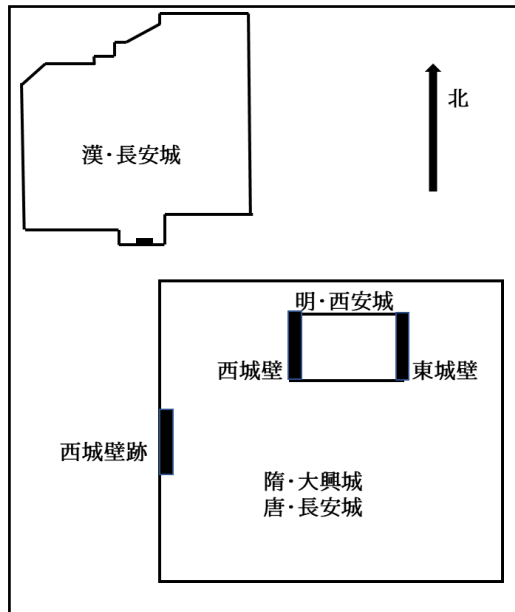 北
漢・長安城
明・西安城
西城壁
東城壁
西城壁跡
隋・大興城
唐・長安城